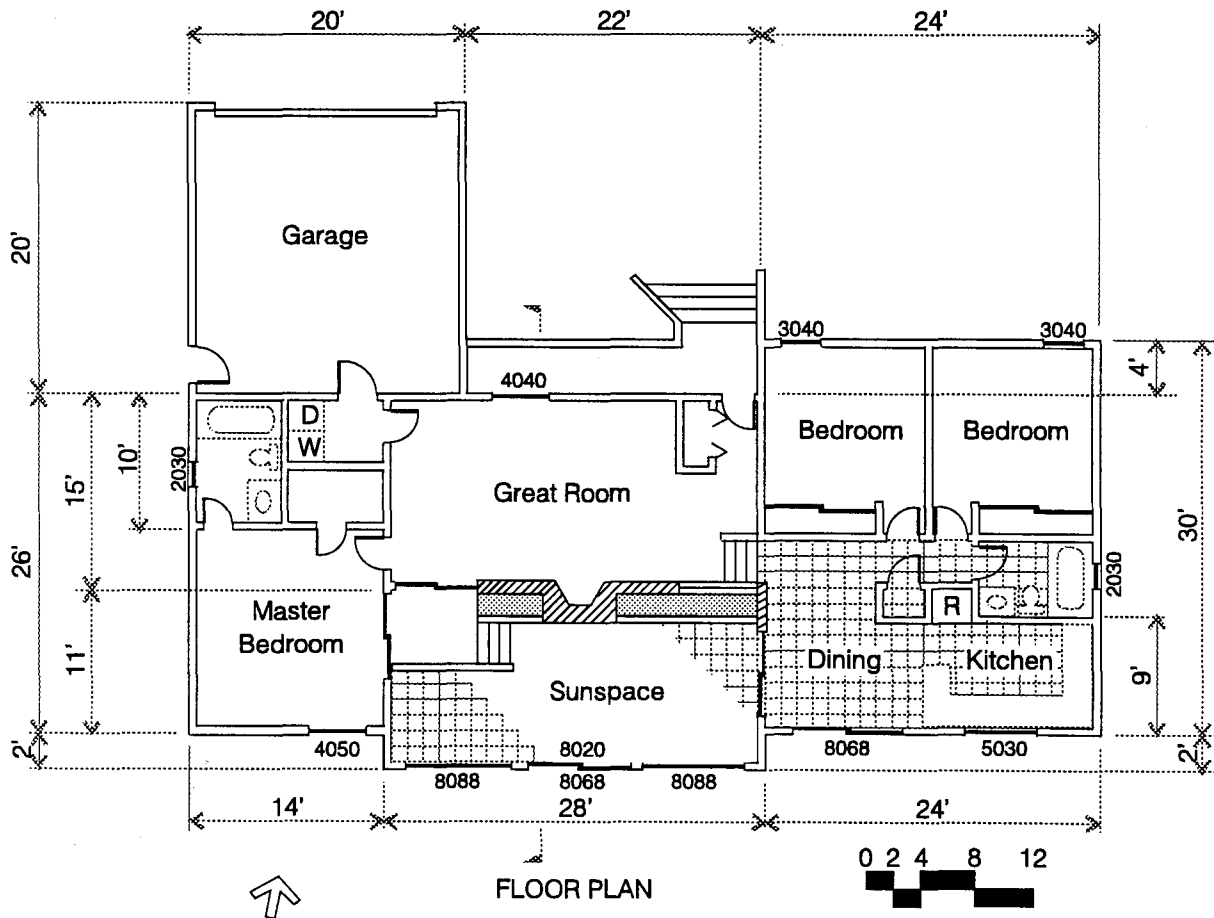 20' 22' 24'
20'
Garage
3040 3040
4'
4040
D
W
Bedroom Bedroom
2030
10'
15'
Great Room
26'
30'
2030
Master
Bedroom
R
11'
Dining Kitchen
9'
Sunspace
4050
8020
8068 5030
2'
8088 8068 8088
2'
14' 28' 24'
0 2 4 8 12
FLOOR PLAN